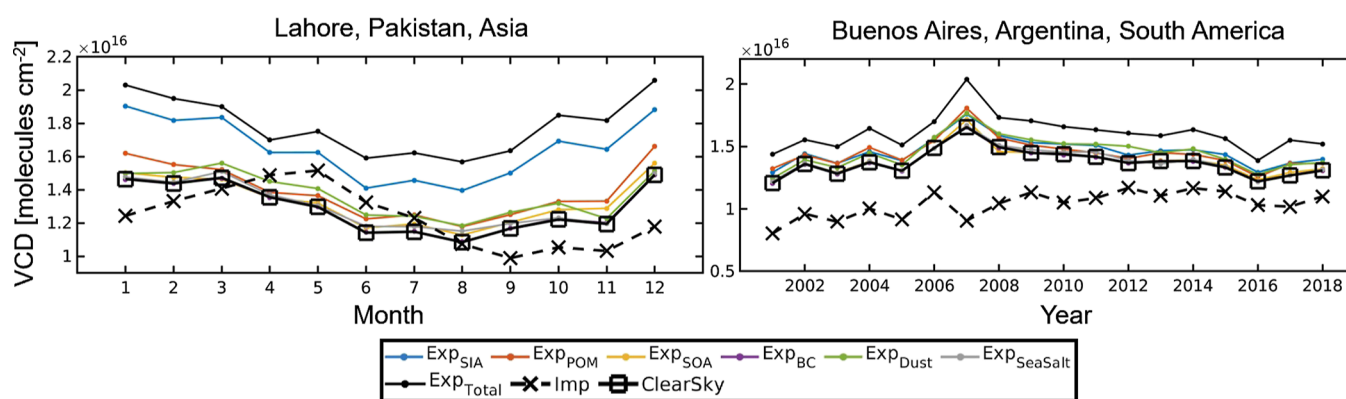 Lahore, Pakistan, Asia
×10^16
VCD [molecules cm^-2]
2.2
2
1.8
1.6
1.4
1.2
1
1 2 3 4 5 6 7 8 9 10 11 12
Month
Buenos Aires, Argentina, South America
×10^16
2
1.5
1
0.5
2002 2004 2006 2008 2010 2012 2014 2016 2018
Year
Exp_SIA Exp_POM Exp_SOA Exp_BC Exp_Dust Exp_SeaSalt
Exp_Total Imp ClearSky